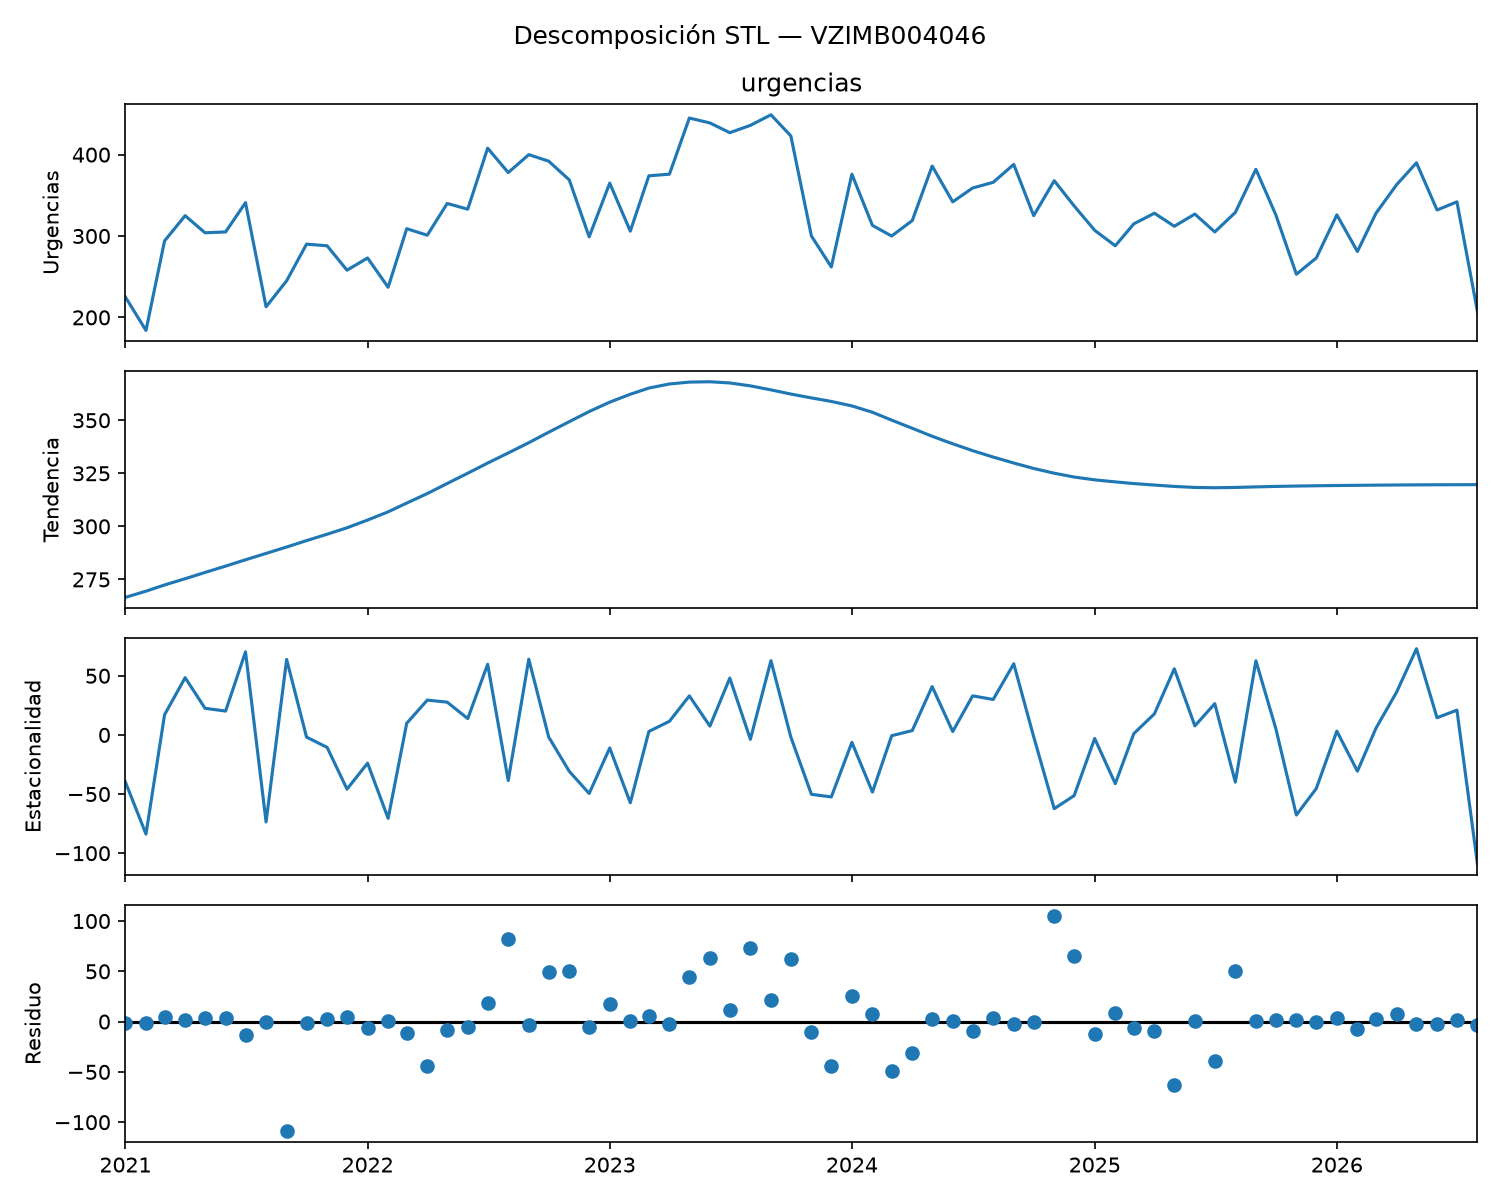 Descomposición STL — VZIMB004046
urgencias
Urgencias
400
300
200
Tendencia
350
325
300
275
Estacionalidad
50
0
−50
−100
Residuo
100
50
0
−50
−100
2021 2022 2023 2024 2025 2026